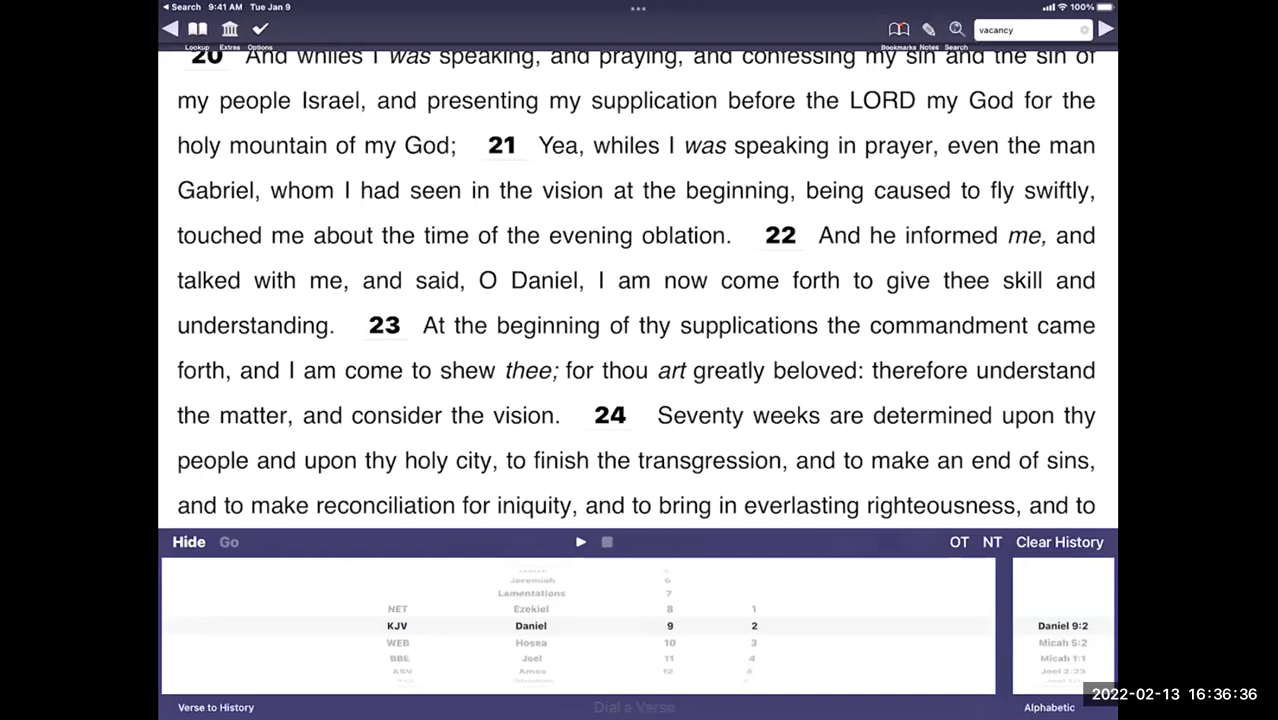 Search 9:41 AM Tue Jan 9 100%
Lookup Extras Options Bookmarks Notes Search vacancy
20 And whiles I was speaking, and praying, and confessing my sin and the sin of
my people Israel, and presenting my supplication before the LORD my God for the
holy mountain of my God; 21 Yea, whiles I was speaking in prayer, even the man
Gabriel, whom I had seen in the vision at the beginning, being caused to fly swiftly,
touched me about the time of the evening oblation. 22 And he informed me, and
talked with me, and said, O Daniel, I am now come forth to give thee skill and
understanding. 23 At the beginning of thy supplications the commandment came
forth, and I am come to shew thee; for thou art greatly beloved: therefore understand
the matter, and consider the vision. 24 Seventy weeks are determined upon thy
people and upon thy holy city, to finish the transgression, and to make an end of sins,
and to make reconciliation for iniquity, and to bring in everlasting righteousness, and to
Hide Go OT NT Clear History
Jeremiah 6
Lamentations 7
NET Ezekiel 8 1
KJV Daniel 9 2 Daniel 9:2
WEB Hosea 10 3 Micah 5:2
BBE Joel 11 4 Micah 1:1
ASV Amos 12 Joel 2:23
Verse to History Dial a Verse Alphabetic
2022-02-13 16:36:36